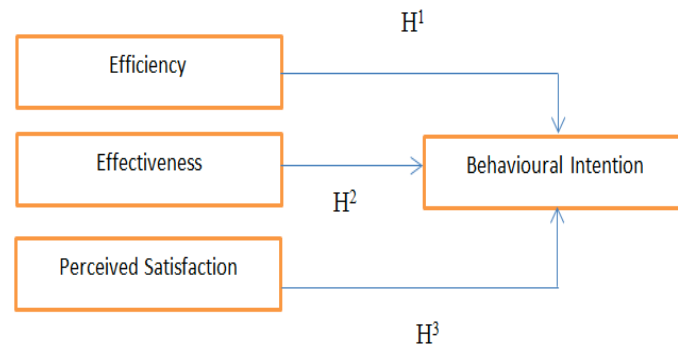 H¹
Efficiency
Effectiveness
Behavioural Intention
H²
Perceived Satisfaction
H³